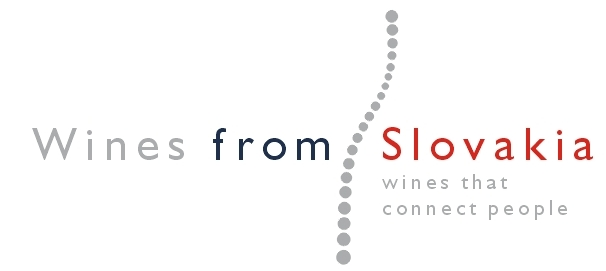 Wines from Slovakia
wines that
connect people